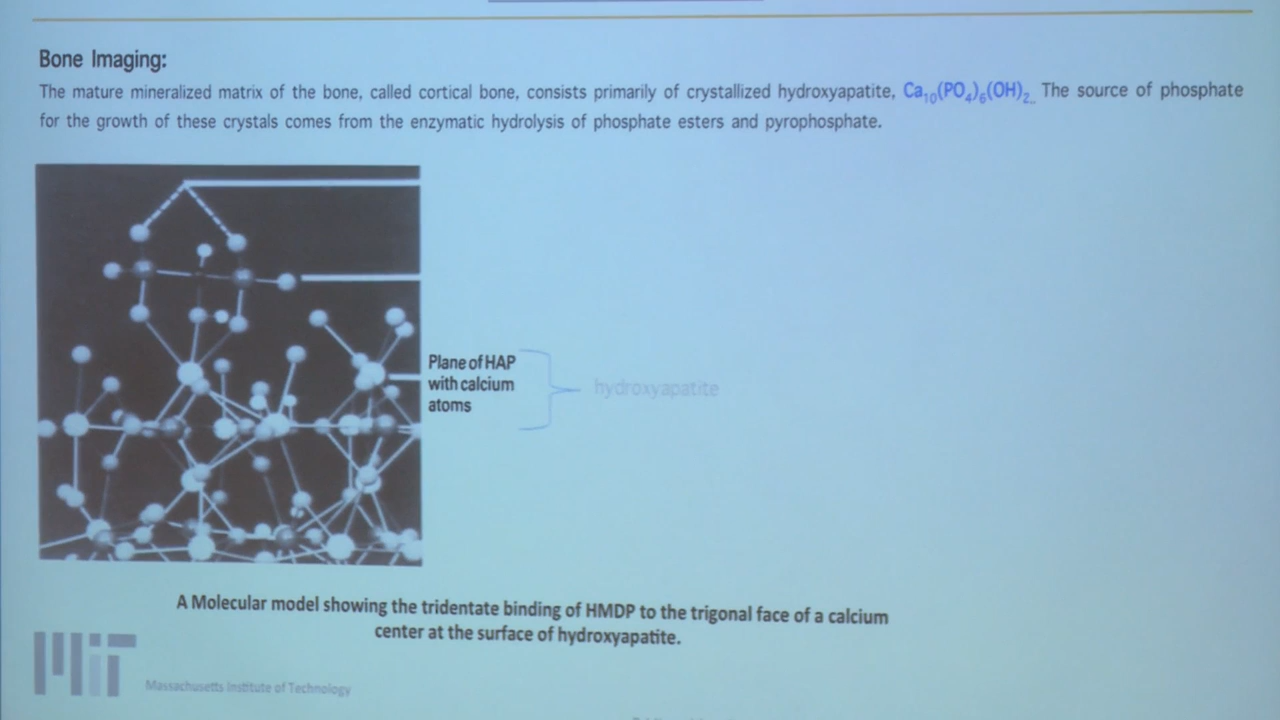 Bone Imaging:
The mature mineralized matrix of the bone, called cortical bone, consists primarily of crystallized hydroxyapatite, Ca10(PO4)6(OH)2.. The source of phosphate
for the growth of these crystals comes from the enzymatic hydrolysis of phosphate esters and pyrophosphate.
Plane of HAP
with calcium
atoms
hydroxyapatite
A Molecular model showing the tridentate binding of HMDP to the trigonal face of a calcium
center at the surface of hydroxyapatite.
MIT
Massachusetts Institute of Technology